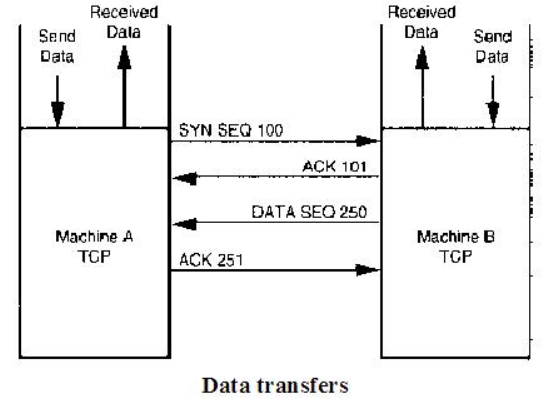 Send
Data
Received
Data
Received
Data
Send
Data
SYN SEQ 100
ACK 101
DATA SEQ 250
ACK 251
Machine A
TCP
Machine B
TCP
Data transfers